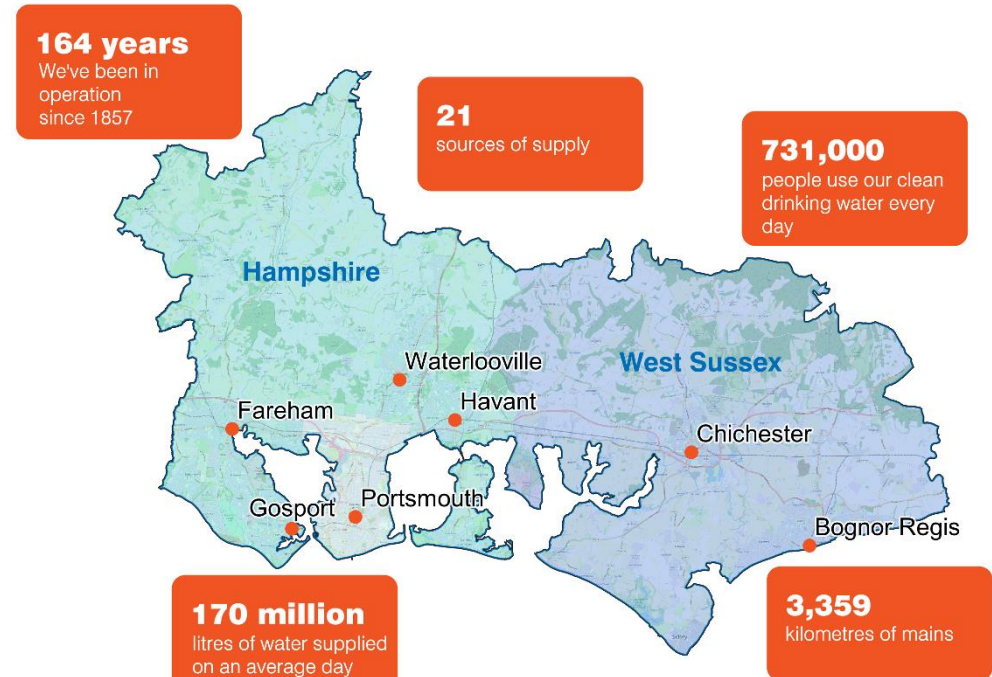 164 years
We've been in
operation
since 1857
21
sources of supply
731,000
people use our clean
drinking water every
day
Hampshire
West Sussex
Waterlooville
Havant
Fareham
Chichester
Gosport
Portsmouth
Bognor Regis
170 million
litres of water supplied
on an average day
3,359
kilometres of mains